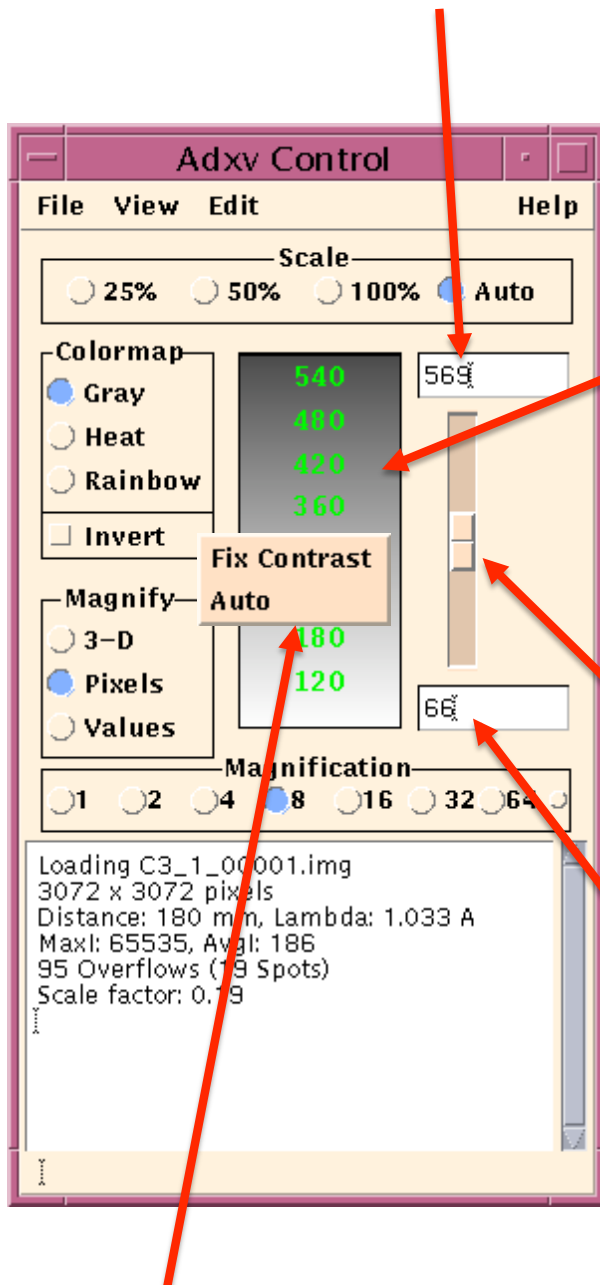 Adxv Control
File View Edit Help
Scale
25% 50% 100% Auto
Colormap
Gray
Heat
Rainbow
Invert
540
480
420
360
180
120
569
Fix Contrast
Auto
Magnify
3-D
Pixels
Values
66
Magnification
1 2 4 8 16 32 64
Loading C3_1_00001.img
3072 x 3072 pixels
Distance: 180 mm, Lambda: 1.033 A
MaxI: 65535, AvgI: 186
95 Overflows (19 Spots)
Scale factor: 0.19